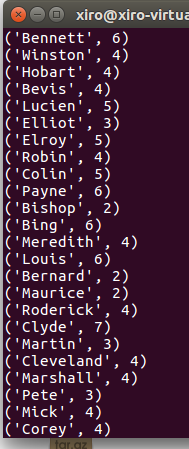 xiro@xiro-virtua
('Bennett', 6)
('Winston', 4)
('Hobart', 4)
('Bevis', 4)
('Lucien', 5)
('Elliot', 3)
('Elroy', 5)
('Robin', 4)
('Colin', 5)
('Payne', 6)
('Bishop', 2)
('Bing', 6)
('Meredith', 4)
('Louis', 6)
('Bernard', 2)
('Maurice', 2)
('Roderick', 4)
('Clyde', 7)
('Martin', 3)
('Cleveland', 4)
('Marshall', 4)
('Pete', 3)
('Mick', 4)
('Corey', 4)
tar.gz